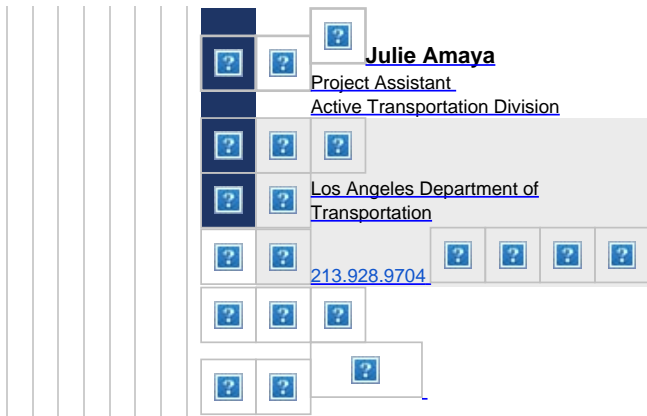 Julie Amaya
Project Assistant
Active Transportation Division
Los Angeles Department of
Transportation
213.928.9704